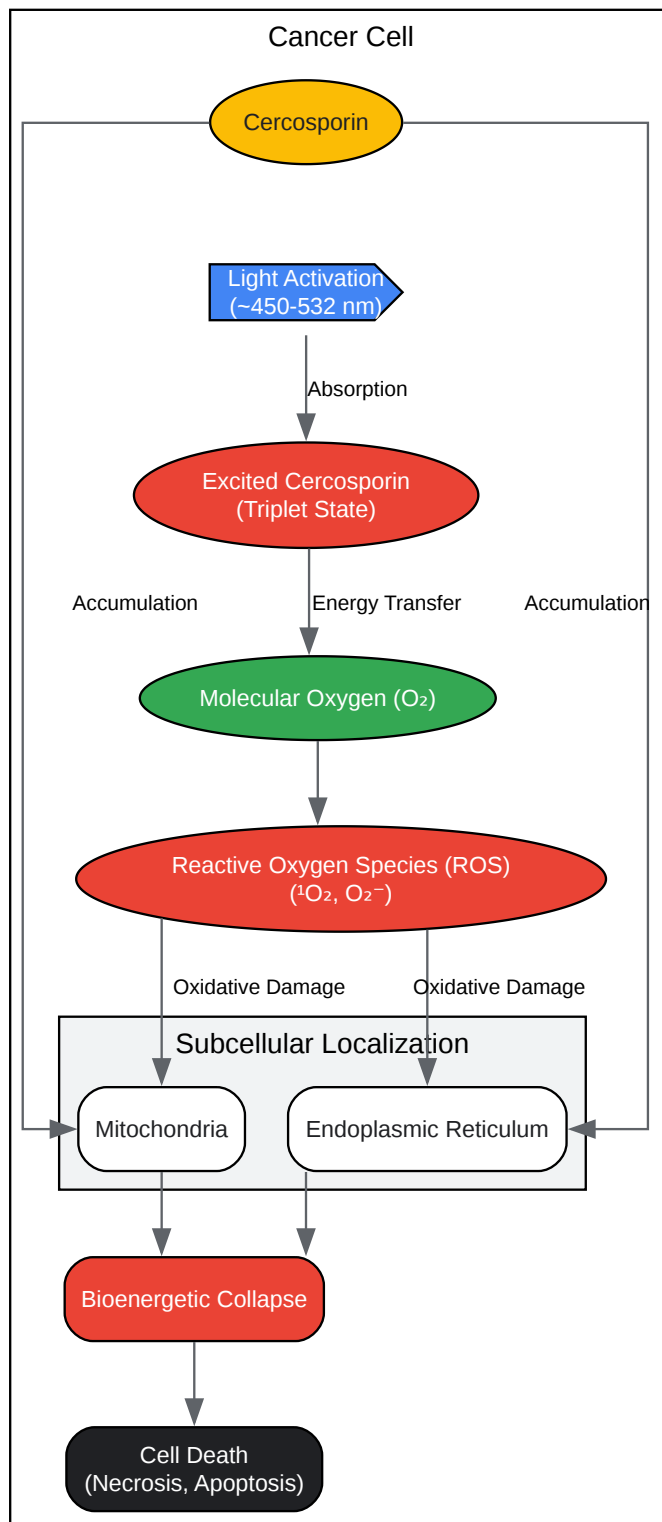 Cancer Cell
Cercosporin
Light Activation
(~450-532 nm)
Absorption
Excited Cercosporin
(Triplet State)
Accumulation
Energy Transfer
Accumulation
Molecular Oxygen (O₂)
Reactive Oxygen Species (ROS)
(¹O₂, O₂⁻)
Oxidative Damage
Oxidative Damage
Subcellular Localization
Mitochondria
Endoplasmic Reticulum
Bioenergetic Collapse
Cell Death
(Necrosis, Apoptosis)